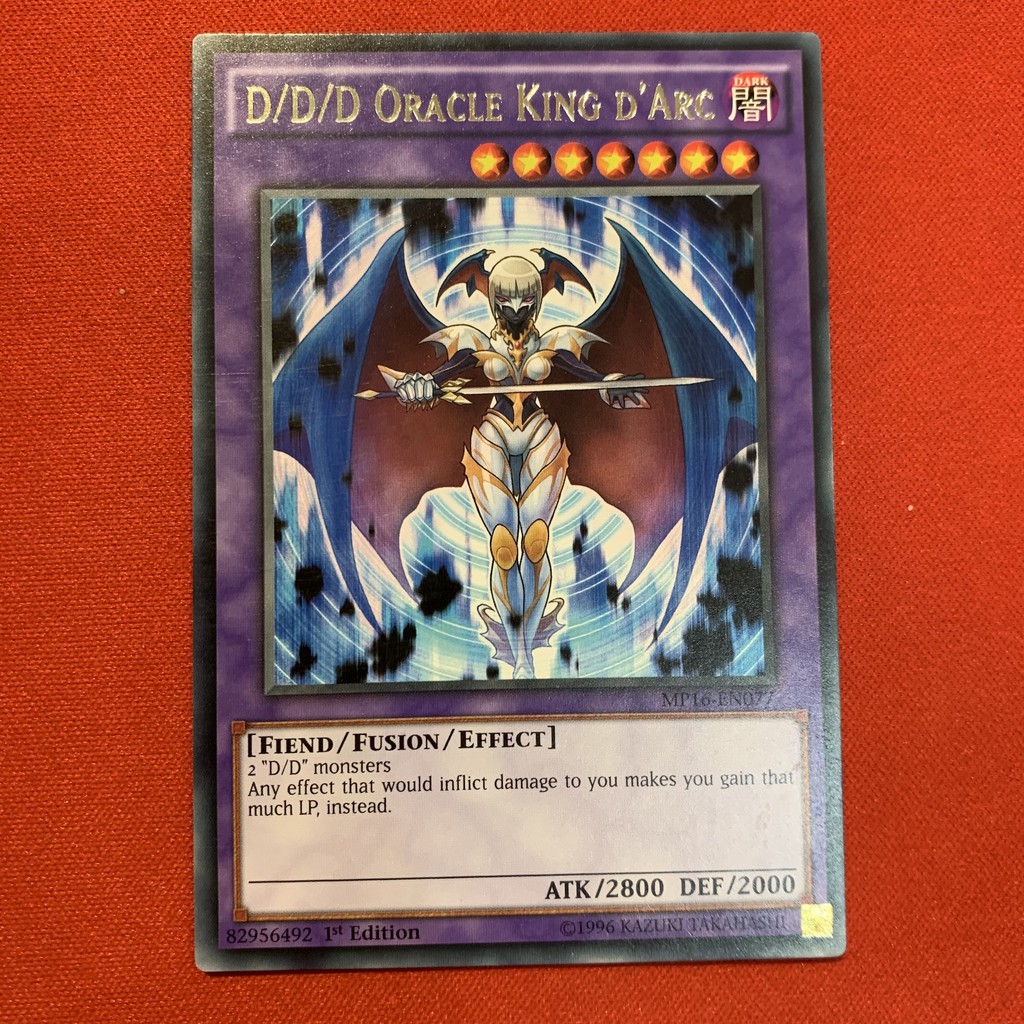 D/D/D ORACLE KING D'ARC
DARK
闇
MP16-EN077
[FIEND/FUSION/EFFECT]
2 "D/D" monsters
Any effect that would inflict damage to you makes you gain that
much LP, instead.
ATK/2800 DEF/2000
82956492 1st Edition ©1996 KAZUKI TAKAHASHI